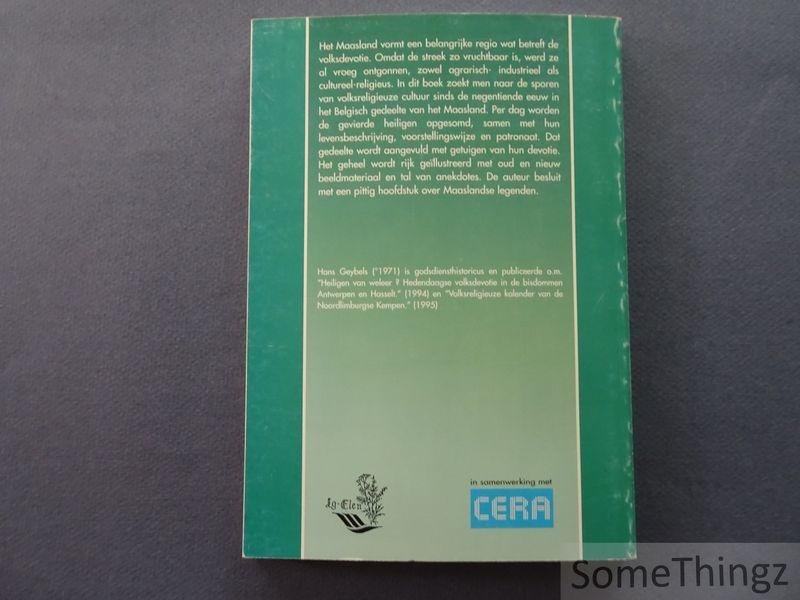 Het Maasland vormt een belangrijke regio wat betreft de
volksdevotie. Omdat de streek zo vruchtbaar is, werd ze
al vroeg ontgonnen, zowel agrarisch- industrieel als
cultureel-religieus. In dit boek zoekt men naar de sporen
van volksreligieuze cultuur sinds de negentiende eeuw in
het Belgisch gedeelte van het Maasland. Per dag worden
de gevierde heiligen opgesomd, samen met hun
levensbeschrijving, voorstellingswijze en patronaat. Dat
gedeelte wordt aangevuld met getuigen van hun devotie.
Het geheel wordt rijk geïllustreerd met oud en nieuw
beeldmateriaal en tal van anekdotes. De auteur besluit
met een pittig hoofdstuk over Maaslandse legenden.
Hans Geybels (°1971) is godsdiensthistoricus en publiceerde o.m.
"Heiligen van weleer ? Hedendaagse volksdevotie in de bisdommen
Antwerpen en Hasselt." (1994) en "Volksreligieuze kalender van de
Noordlimburgse Kempen." (1995)
Lg-Elen
in samenwerking met
CERA
SomeThingz